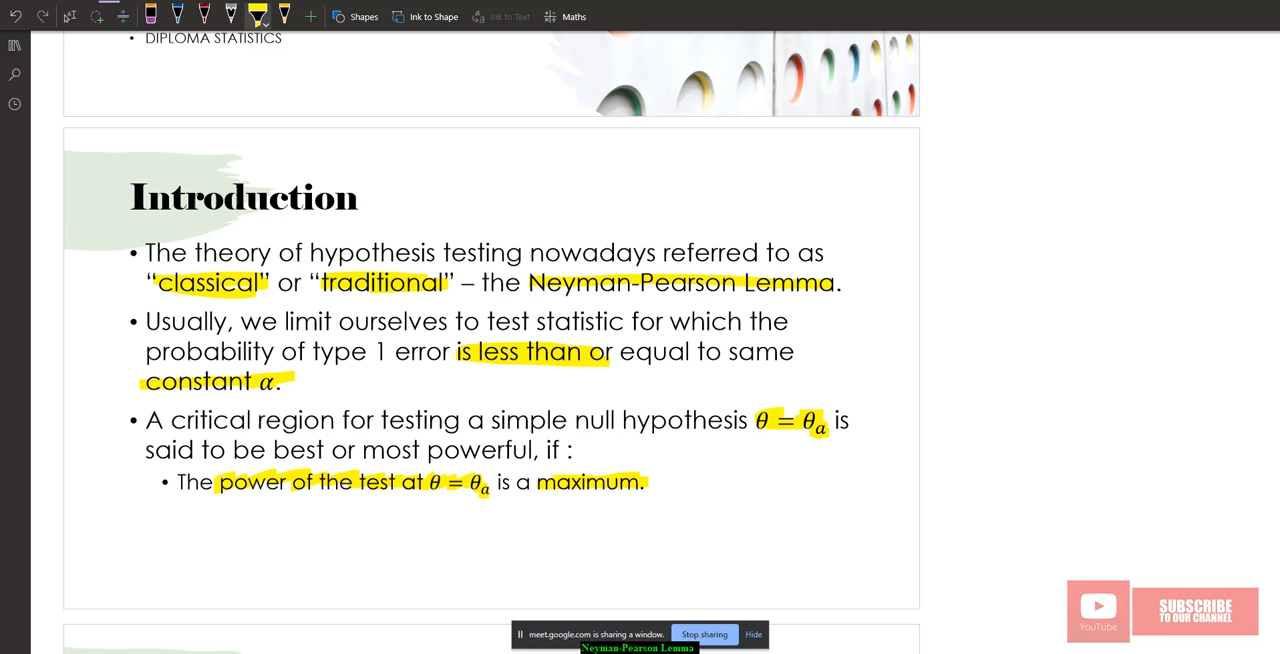 Shapes
Ink to Shape
Ink to Text
Maths
• DIPLOMA STATISTICS
Introduction
• The theory of hypothesis testing nowadays referred to as
“classical” or “traditional” – the Neyman-Pearson Lemma.
• Usually, we limit ourselves to test statistic for which the
probability of type 1 error is less than or equal to same
constant α.
• A critical region for testing a simple null hypothesis θ = θₐ is
said to be best or most powerful, if :
• The power of the test at θ = θₐ is a maximum.
YouTube
SUBSCRIBE
TO OUR CHANNEL
meet.google.com is sharing a window.
Stop sharing
Hide
Neyman-Pearson Lemma